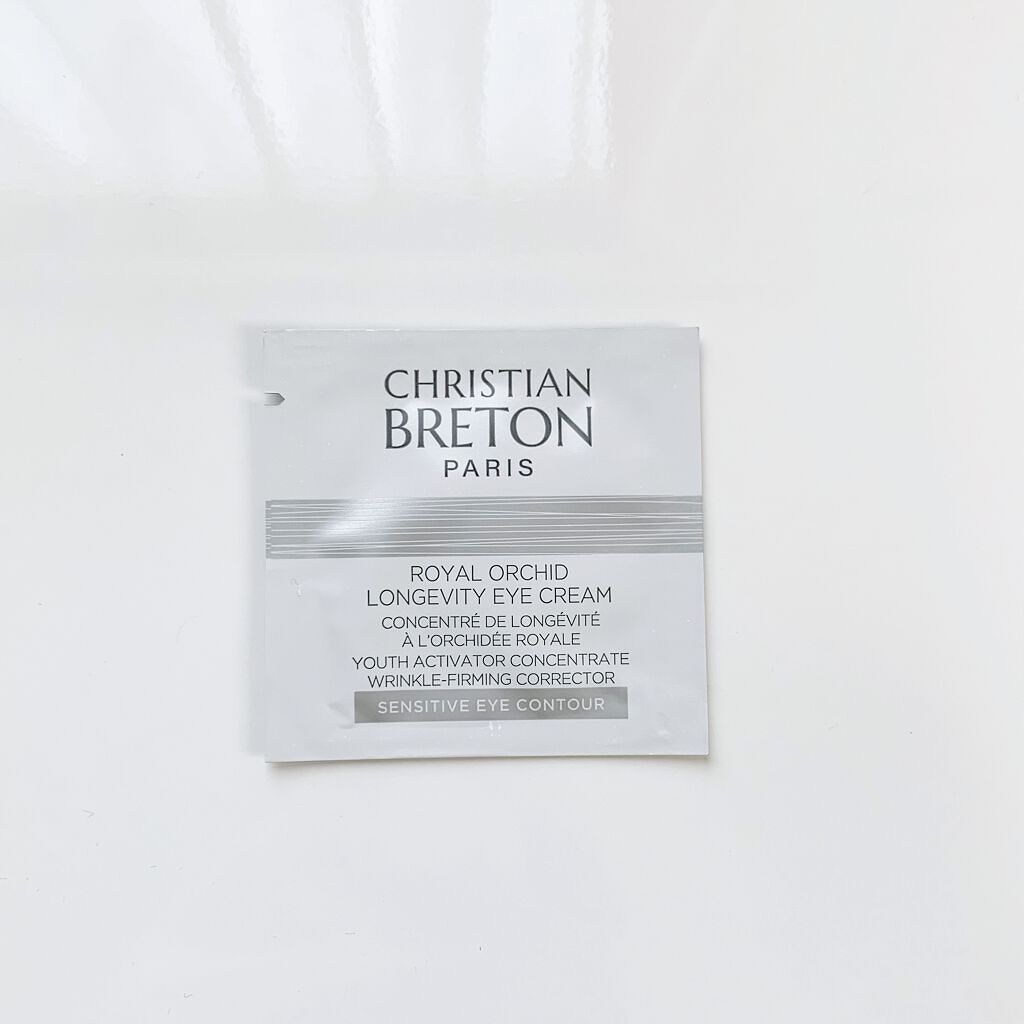 CHRISTIAN
BRETON
PARIS
ROYAL ORCHID
LONGEVITY EYE CREAM
CONCENTRÉ DE LONGÉVITÉ
À L'ORCHIDÉE ROYALE
YOUTH ACTIVATOR CONCENTRATE
WRINKLE-FIRMING CORRECTOR
SENSITIVE EYE CONTOUR